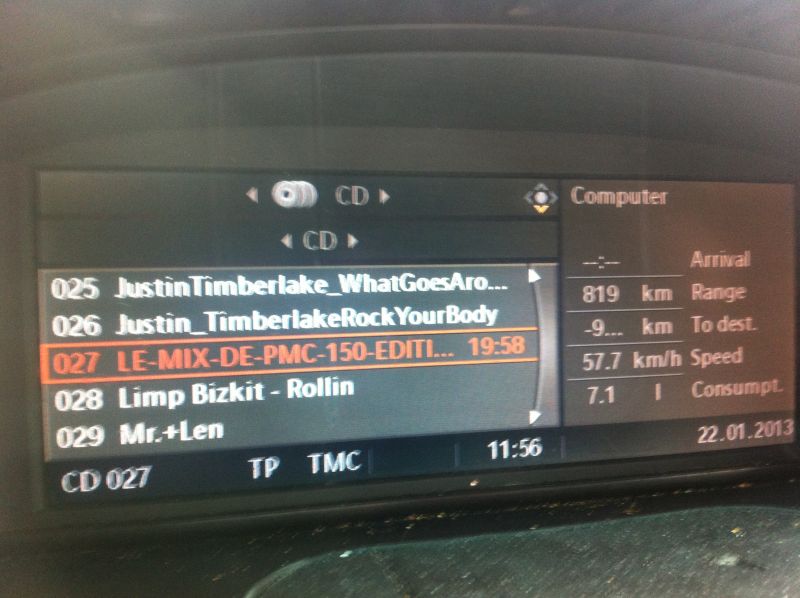 CD
CD
025 JustinTimberlake_WhatGoesAro...
026 Justin_TimberlakeRockYourBody
027 LE-MIX-DE-PMC-150-EDITI... 19:58
028 Limp Bizkit - Rollin
029 Mr.+Len
CD 027 TP TMC 11:56
Computer
--:-- Arrival
819 km Range
-9... km To dest.
57.7 km/h Speed
7.1 l Consumpt.
22.01.2013